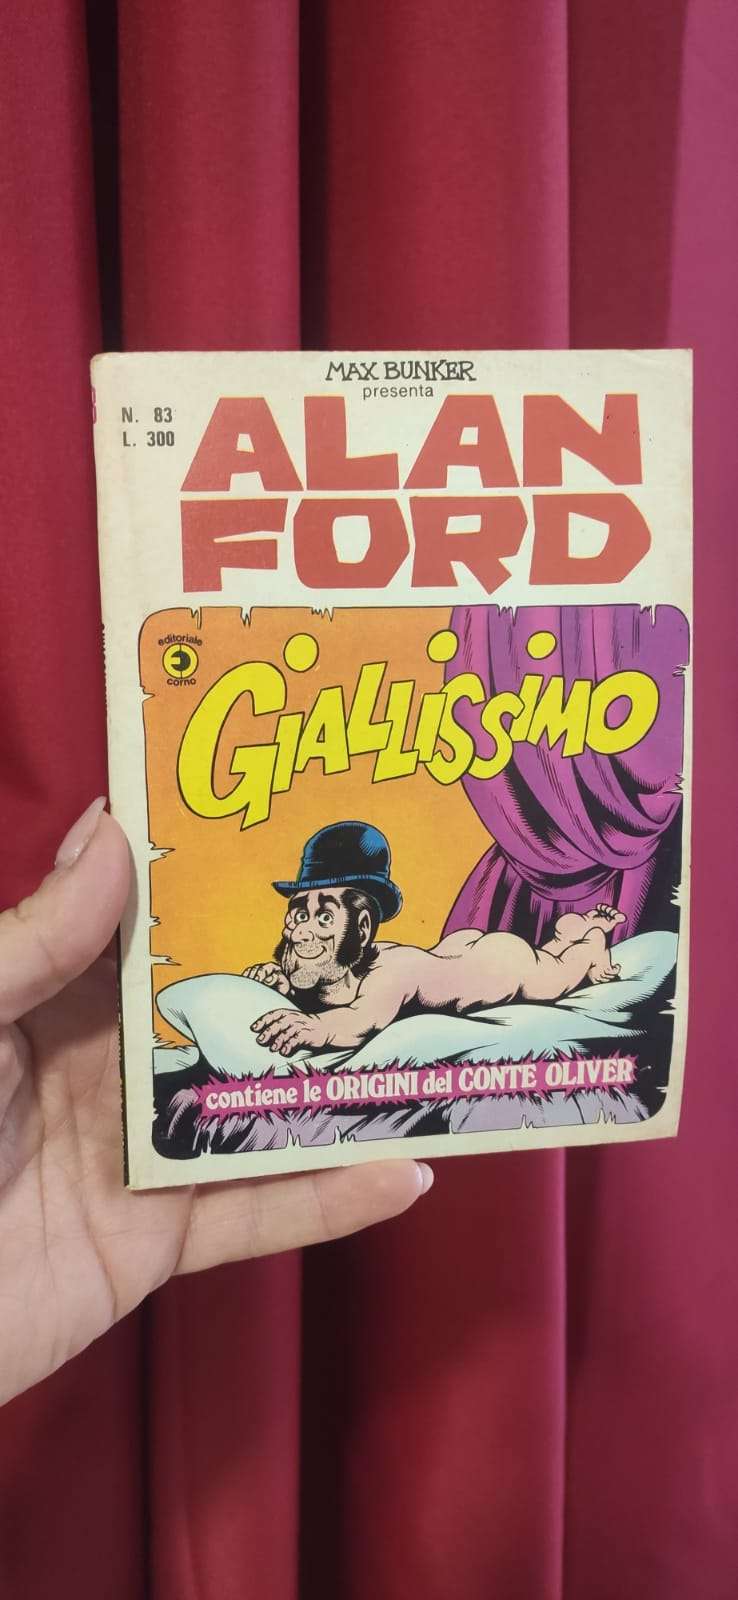 MAX BUNKER
presenta
N. 83
L. 300
ALAN
FORD
editoriale
corno
GIALLISSIMO
contiene le ORIGINI del CONTE OLIVER